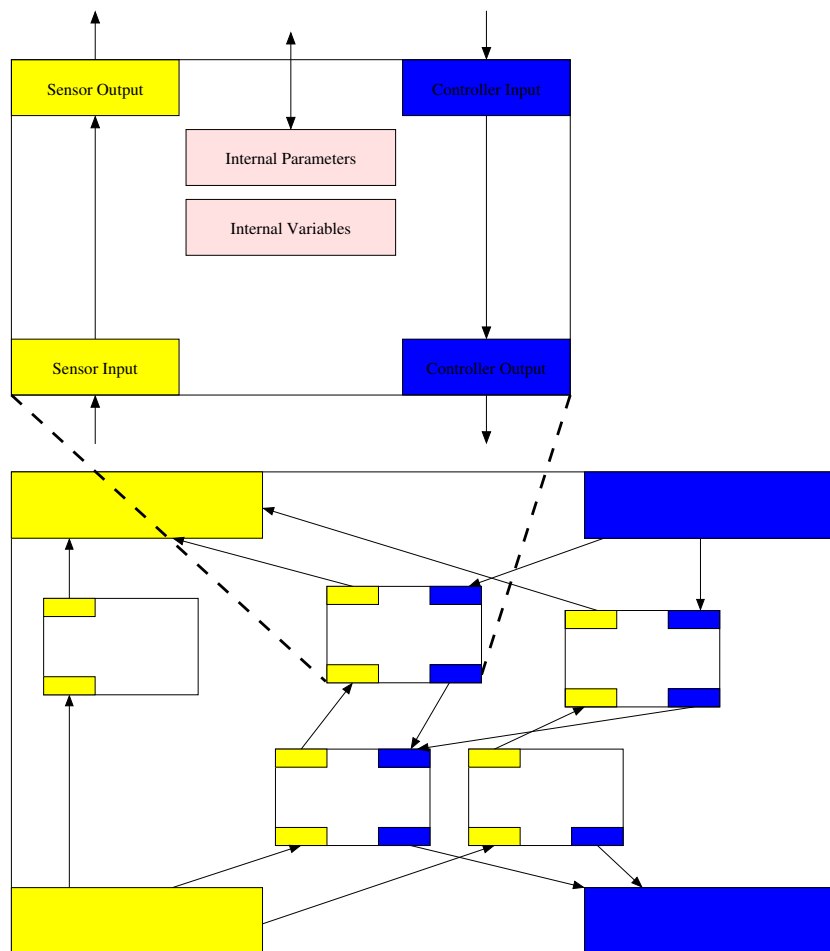 Sensor Output
Controller Input
Internal Parameters
Internal Variables
Sensor Input
Controller Output